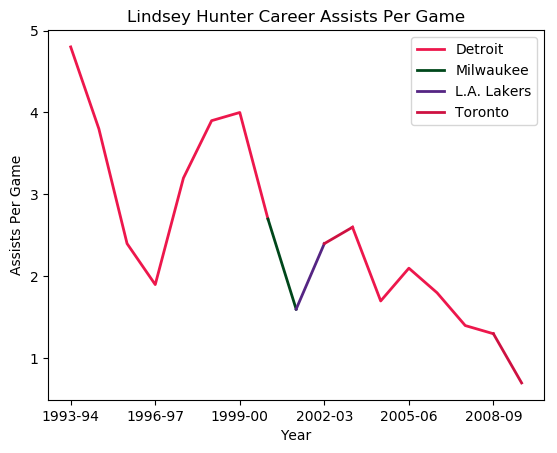 Lindsey Hunter Career Assists Per Game
Detroit
Milwaukee
L.A. Lakers
Toronto
5
4
3
2
1
Assists Per Game
1993-94 1996-97 1999-00 2002-03 2005-06 2008-09
Year